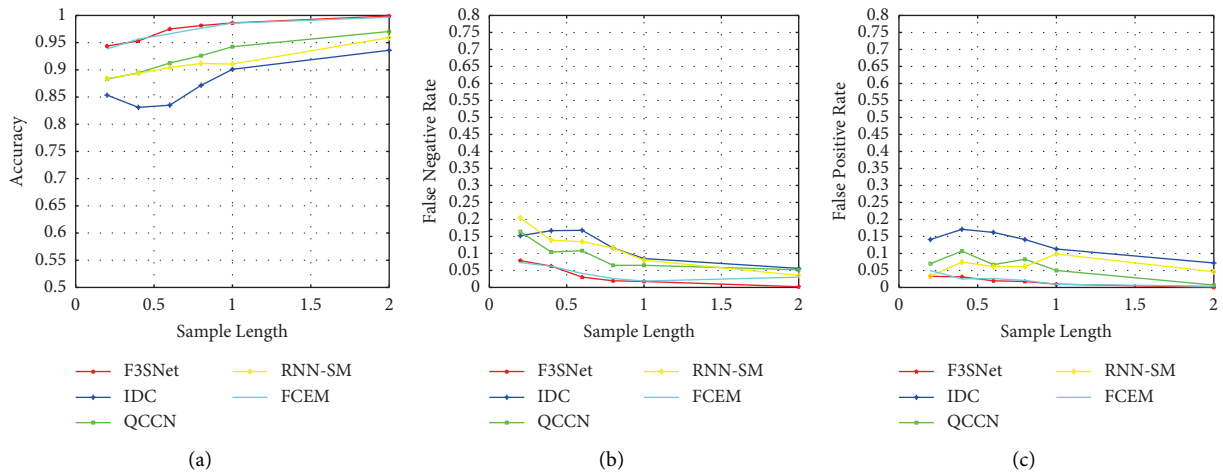 1
0.95
0.9
0.85
0.8
0.75
0.7
0.65
0.6
0.55
0.5
Accuracy
0 0.5 1 1.5 2
Sample Length
F3SNet RNN-SM
IDC FCEM
QCCN
(a)
0.8
0.75
0.7
0.65
0.6
0.55
0.5
0.45
0.4
0.35
0.3
0.25
0.2
0.15
0.1
0.05
0
False Negative Rate
0 0.5 1 1.5 2
Sample Length
F3SNet RNN-SM
IDC FCEM
QCCN
(b)
0.8
0.75
0.7
0.65
0.6
0.55
0.5
0.45
0.4
0.35
0.3
0.25
0.2
0.15
0.1
0.05
0
False Positive Rate
0 0.5 1 1.5 2
Sample Length
F3SNet RNN-SM
IDC FCEM
QCCN
(c)